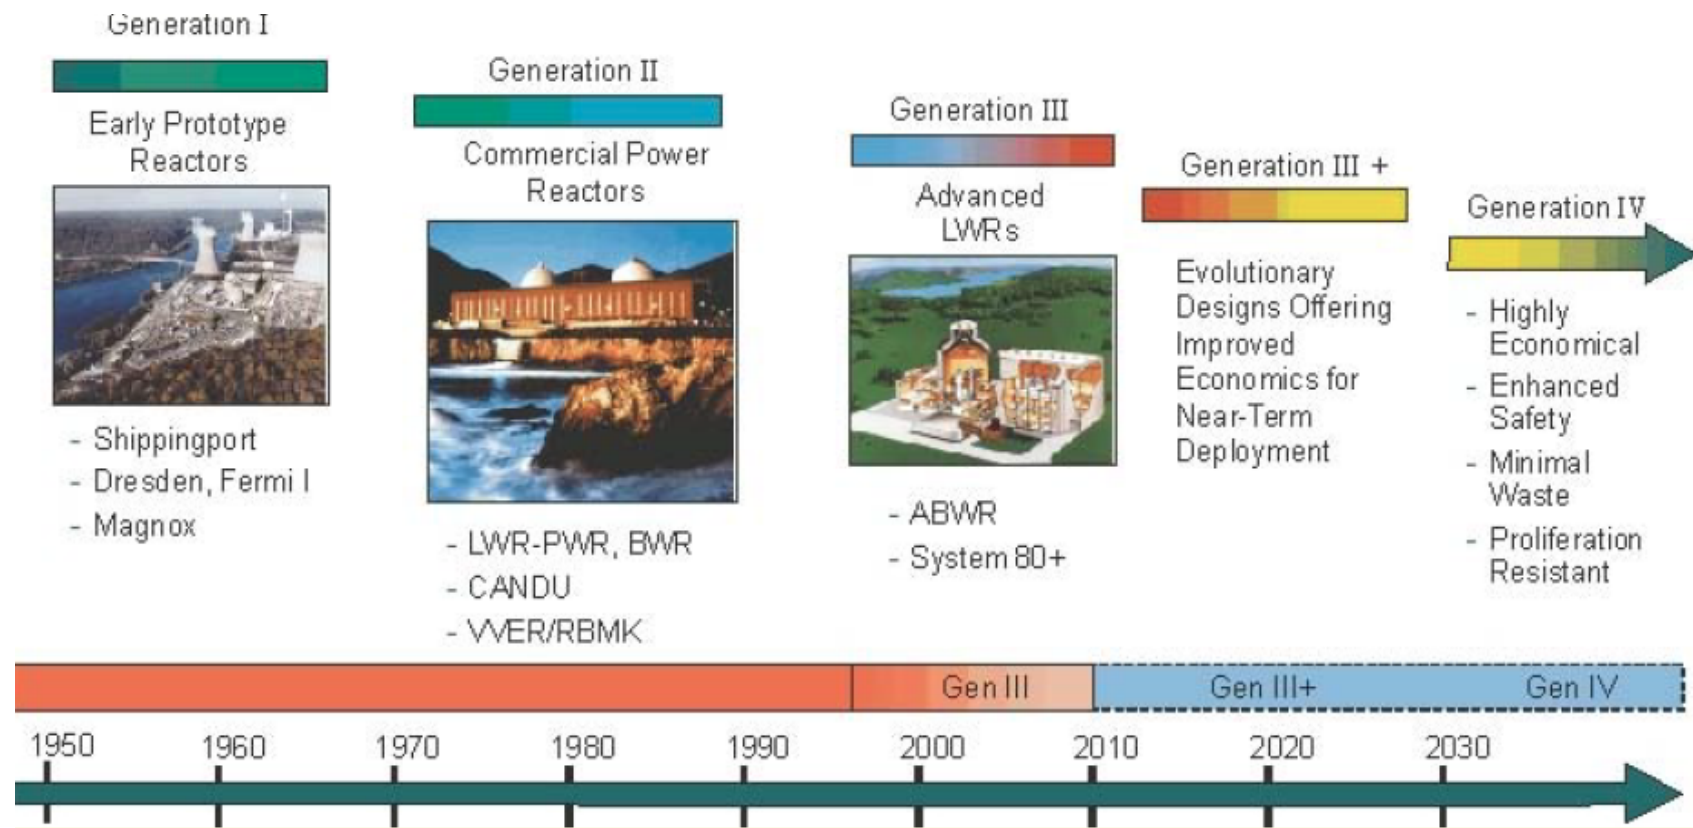 Generation I
Early Prototype
Reactors
- Shippingport
- Dresden, Fermi I
- Magnox
Generation II
Commercial Power
Reactors
- LWR-PWR, BWR
- CANDU
- VVER/RBMK
Generation III
Advanced
LWRs
- ABWR
- System 80+
Generation III +
Evolutionary
Designs Offering
Improved
Economics for
Near-Term
Deployment
Generation IV
- Highly
Economical
- Enhanced
Safety
- Minimal
Waste
- Proliferation
Resistant
Gen III
Gen III+
Gen IV
1950 1960 1970 1980 1990 2000 2010 2020 2030